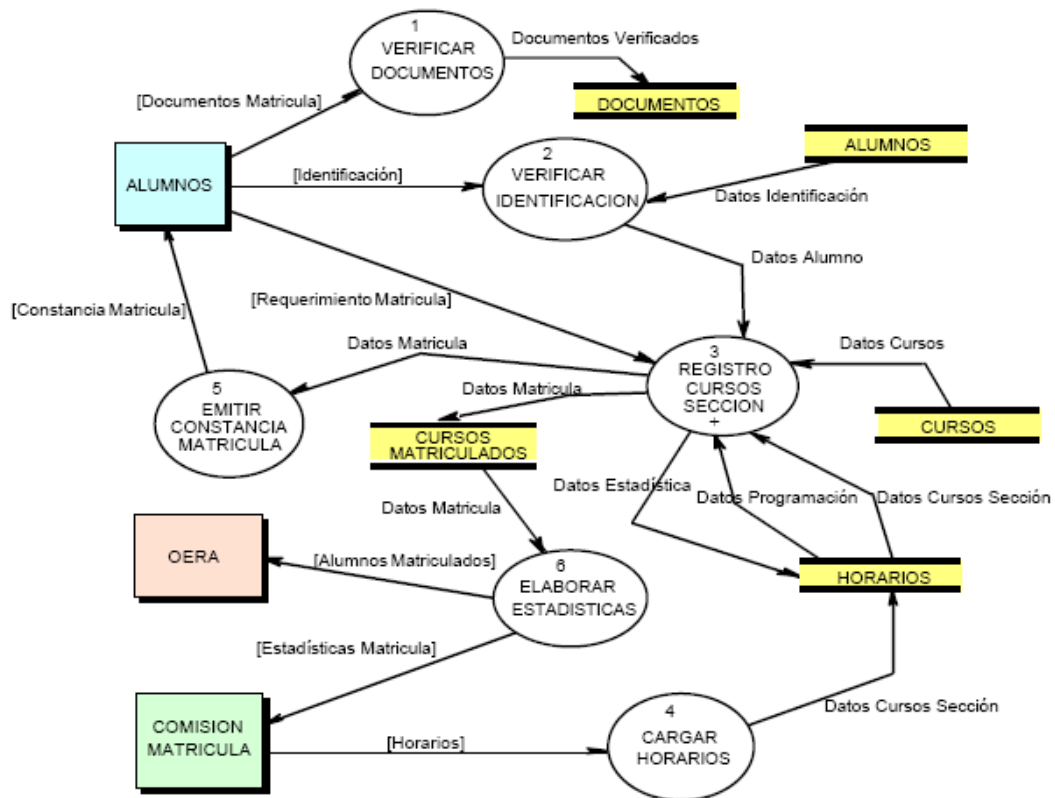 1
VERIFICAR
DOCUMENTOS
Documentos Verificados
DOCUMENTOS
[Documentos Matricula]
ALUMNOS
ALUMNOS
[Identificación]
2
VERIFICAR
IDENTIFICACION
Datos Identificación
Datos Alumno
[Constancia Matricula]
[Requerimiento Matricula]
Datos Matricula
3
REGISTRO
CURSOS
SECCION
+
Datos Cursos
5
EMITIR
CONSTANCIA
MATRICULA
Datos Matricula
CURSOS
MATRICULADOS
CURSOS
Datos Estadística
Datos Programación
Datos Cursos Sección
Datos Matricula
OERA
[Alumnos Matriculados]
6
ELABORAR
ESTADISTICAS
HORARIOS
[Estadísticas Matricula]
COMISION
MATRICULA
[Horarios]
4
CARGAR
HORARIOS
Datos Cursos Sección